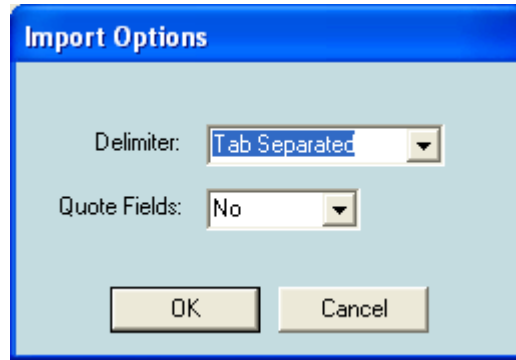 Import Options
Delimiter: Tab Separated
Quote Fields: No
OK Cancel